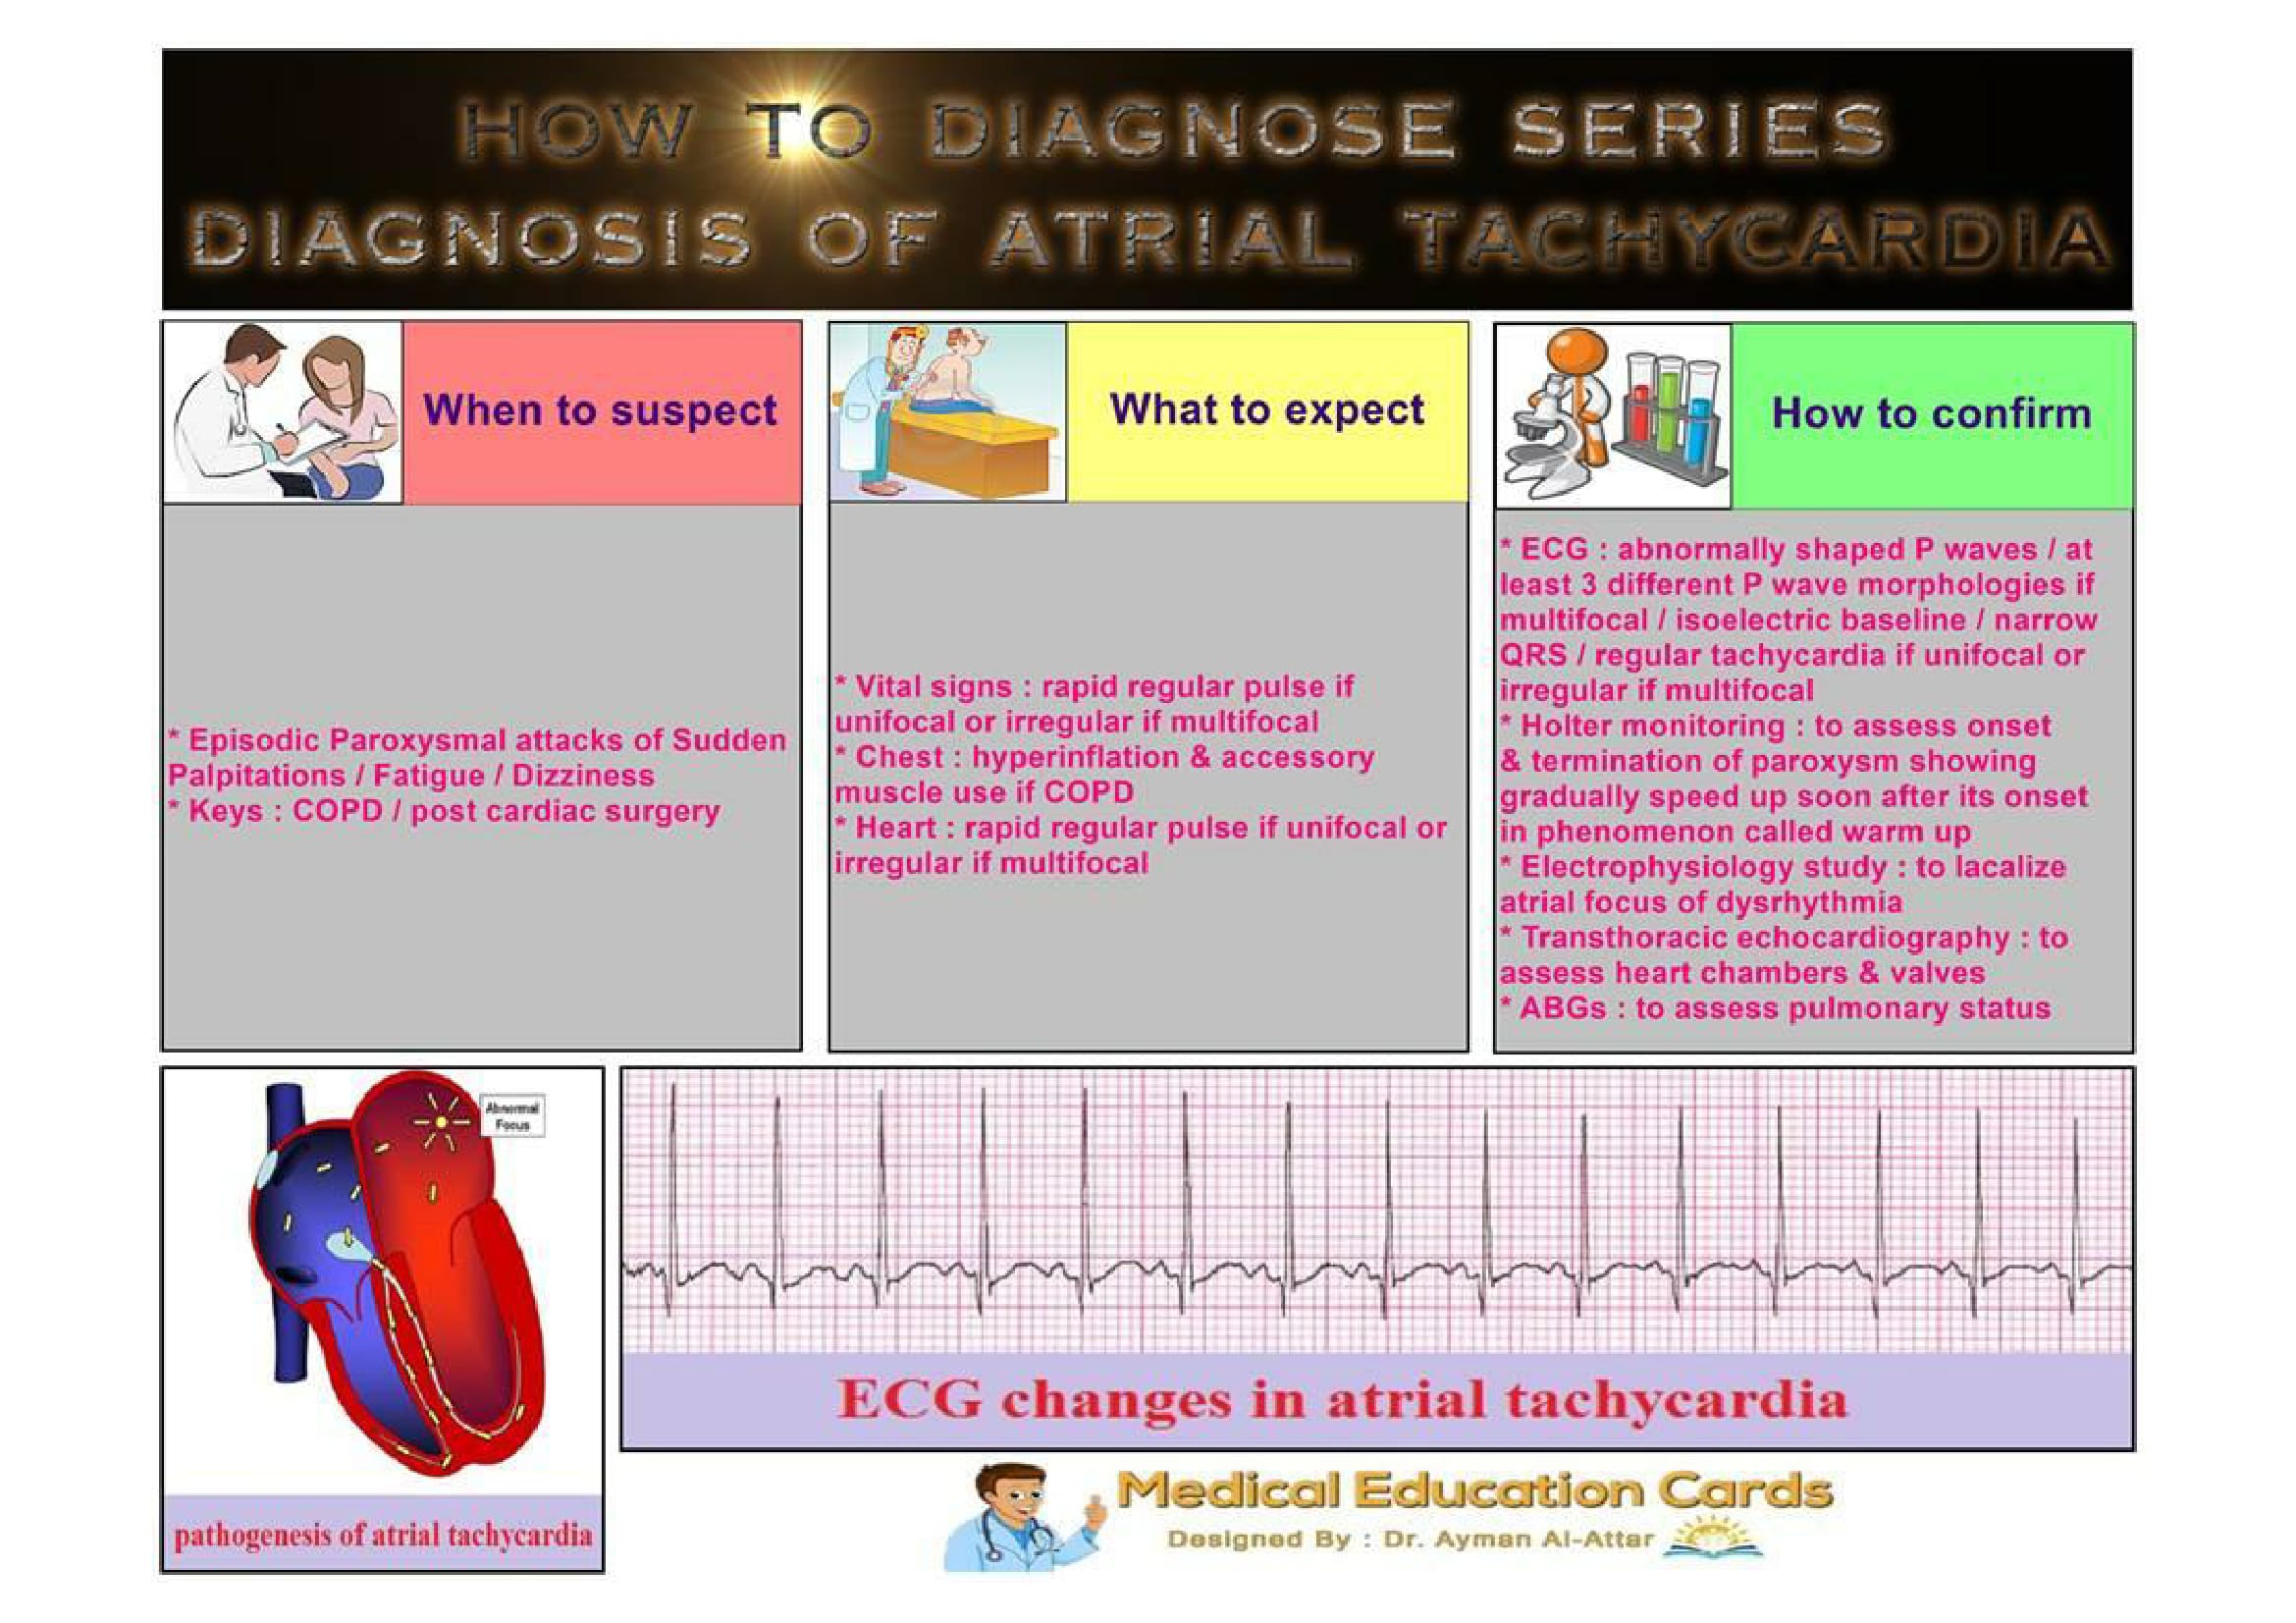 HOW TO DIAGNOSE SERIES
DIAGNOSIS OF ATRIAL TACHYCARDIA
When to suspect
* Episodic Paroxysmal attacks of Sudden
Palpitations / Fatigue / Dizziness
* Keys : COPD / post cardiac surgery
What to expect
* Vital signs : rapid regular pulse if
unifocal or irregular if multifocal
* Chest : hyperinflation & accessory
muscle use if COPD
* Heart : rapid regular pulse if unifocal or
irregular if multifocal
How to confirm
* ECG : abnormally shaped P waves / at
least 3 different P wave morphologies if
multifocal / isoelectric baseline / narrow
QRS / regular tachycardia if unifocal or
irregular if multifocal
* Holter monitoring : to assess onset
& termination of paroxysm showing
gradually speed up soon after its onset
in phenomenon called warm up
* Electrophysiology study : to lacalize
atrial focus of dysrhythmia
* Transthoracic echocardiography : to
assess heart chambers & valves
* ABGs : to assess pulmonary status
Abnormal
Focus
pathogenesis of atrial tachycardia
ECG changes in atrial tachycardia
Medical Education Cards
Designed By : Dr. Ayman Al-Attar